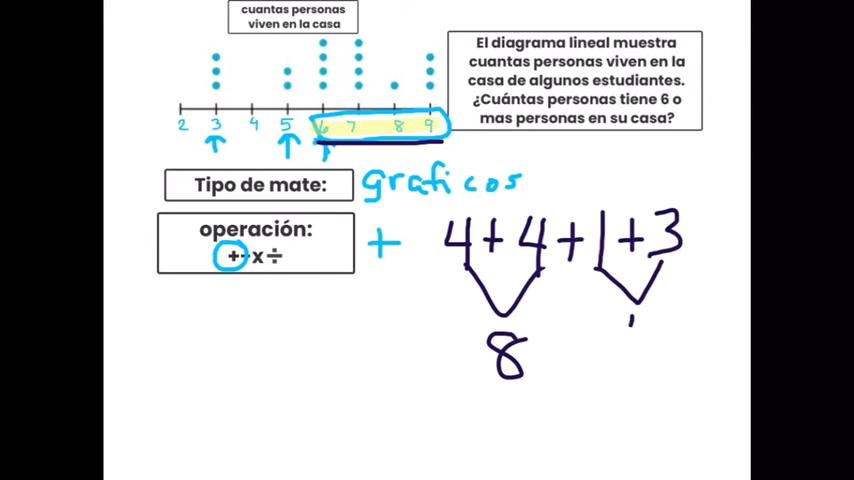 cuantas personas
viven en la casa
El diagrama lineal muestra
cuantas personas viven en la
casa de algunos estudiantes.
¿Cuántas personas tiene 6 o
mas personas en su casa?
2 3 4 5 6 7 8 9
Tipo de mate: graficos
operación:
+-x÷ + 4+4+1+3
8